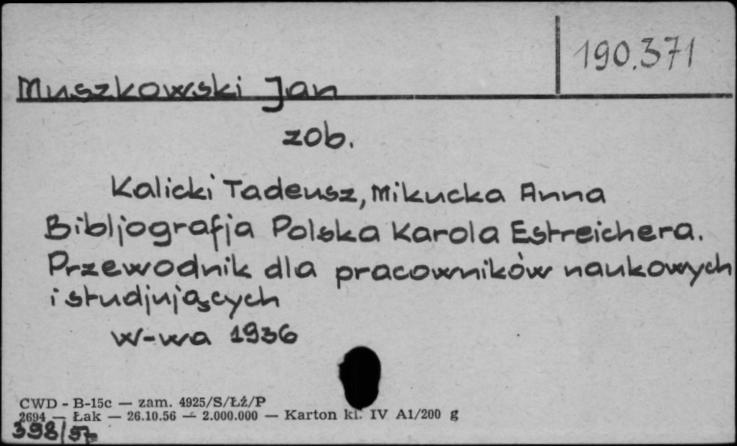 190.371
Muszkowski Jan
zob.
Kalicki Tadeusz, Mikucka Anna
Bibljografja Polska Karola Estreichera.
Przewodnik dla pracowników naukowych
i studjujących
W-wa 1936
CWD - B-15c — zam. 4925/S/Łź/P
2694 — Łak — 26.10.56 — 2.000.000 — Karton kl. IV A1/200 g
398/57